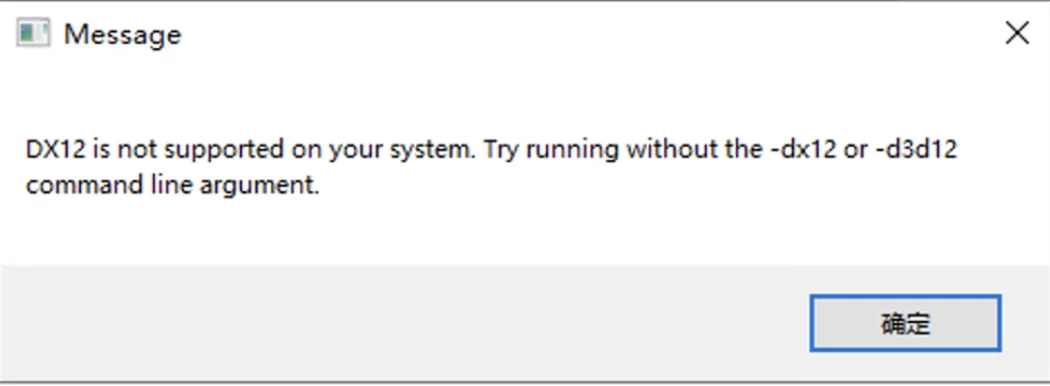 Message
DX12 is not supported on your system. Try running without the -dx12 or -d3d12
command line argument.
确定